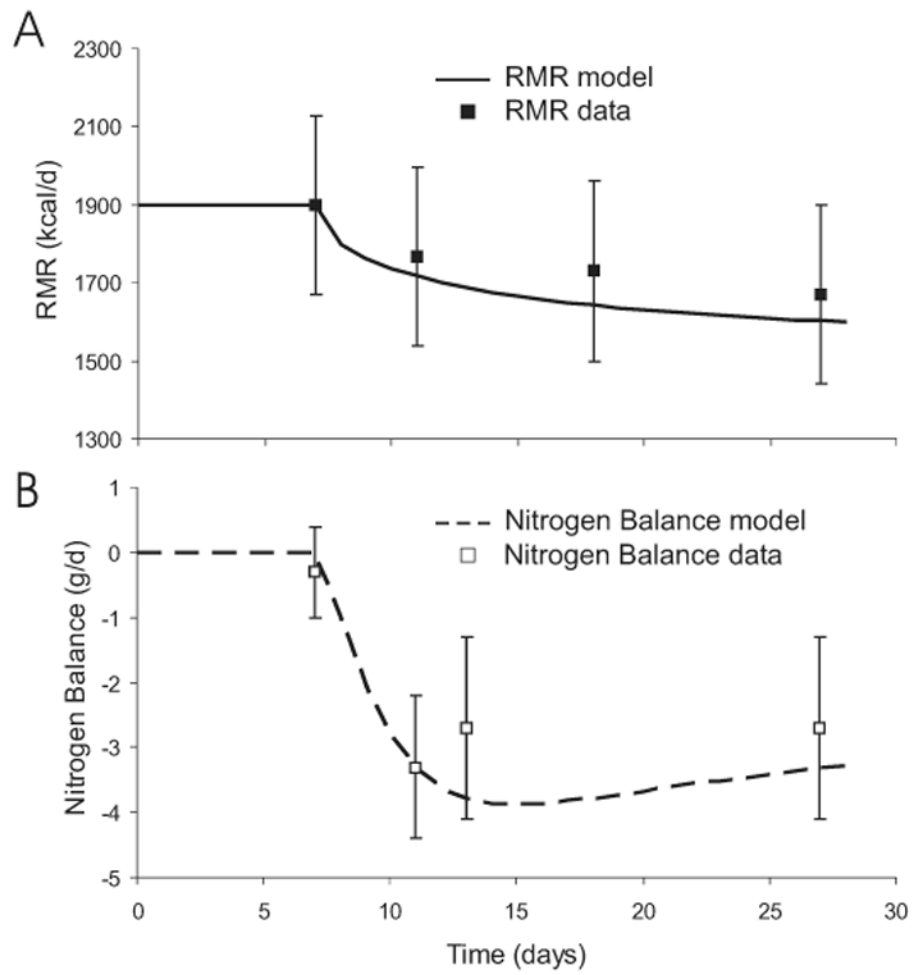 A
2300
2100
1900
1700
1500
1300
RMR (kcal/d)
RMR model
RMR data
B
1
0
-1
-2
-3
-4
-5
Nitrogen Balance (g/d)
Nitrogen Balance model
Nitrogen Balance data
0 5 10 15 20 25 30
Time (days)